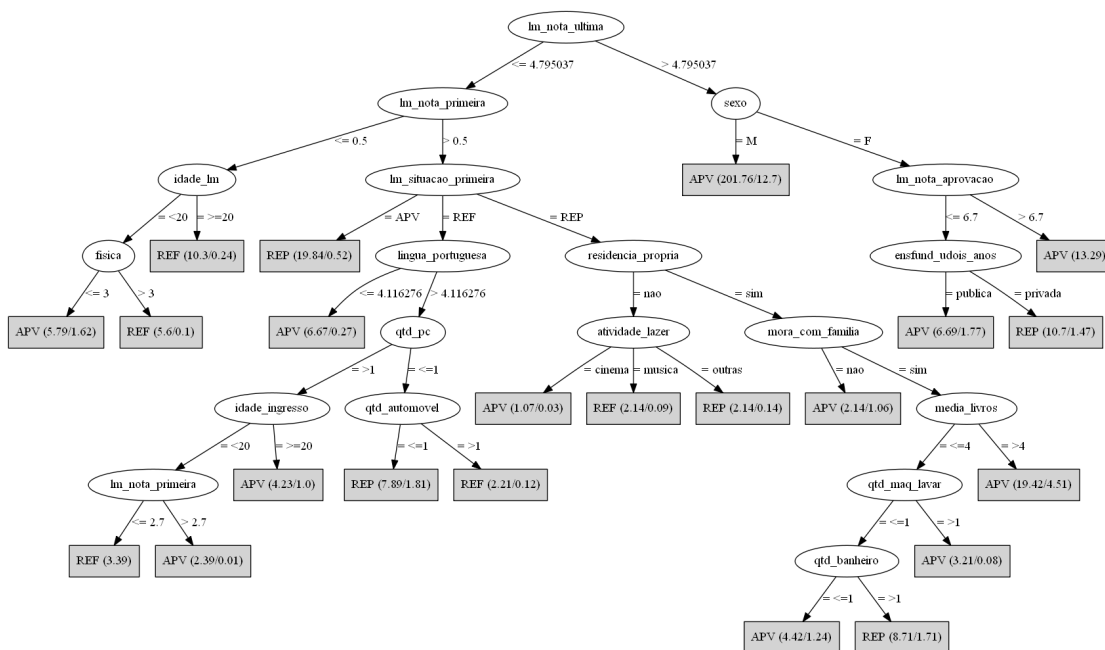 lm_nota_ultima
<= 4.795037
> 4.795037
lm_nota_primeira
sexo
<= 0.5
> 0.5
= M
= F
idade_lm
lm_situacao_primeira
APV (201.76/12.7)
lm_nota_aprovacao
= <20
= >=20
= APV
= REF
= REP
<= 6.7
> 6.7
fisica
REF (10.3/0.24)
REP (19.84/0.52)
lingua_portuguesa
residencia_propria
ensfund_udois_anos
APV (13.29)
<= 3
> 3
<= 4.116276
> 4.116276
= nao
= sim
= publica
= privada
APV (5.79/1.62)
REF (5.6/0.1)
APV (6.67/0.27)
qtd_pc
atividade_lazer
mora_com_familia
APV (6.69/1.77)
REP (10.7/1.47)
= >1
= <=1
= cinema
= musica
= outras
= nao
= sim
idade_ingresso
qtd_automovel
APV (1.07/0.03)
REF (2.14/0.09)
REP (2.14/0.14)
APV (2.14/1.06)
media_livros
= <20
= >=20
= <=1
= >1
= <=4
= >4
lm_nota_primeira
APV (4.23/1.0)
REP (7.89/1.81)
REF (2.21/0.12)
qtd_maq_lavar
APV (19.42/4.51)
<= 2.7
> 2.7
= <=1
= >1
REF (3.39)
APV (2.39/0.01)
qtd_banheiro
APV (3.21/0.08)
= <=1
= >1
APV (4.42/1.24)
REP (8.71/1.71)